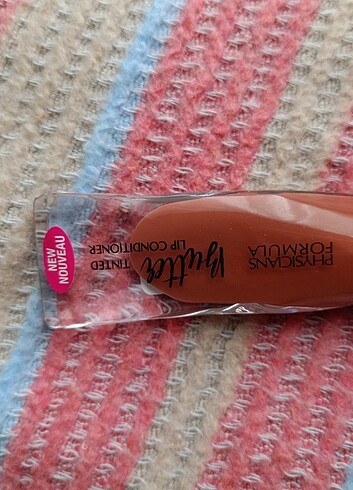 PHYSICIANS
FORMULA
Butter
TINTED
LIP CONDITIONER
NEW
NOUVEAU